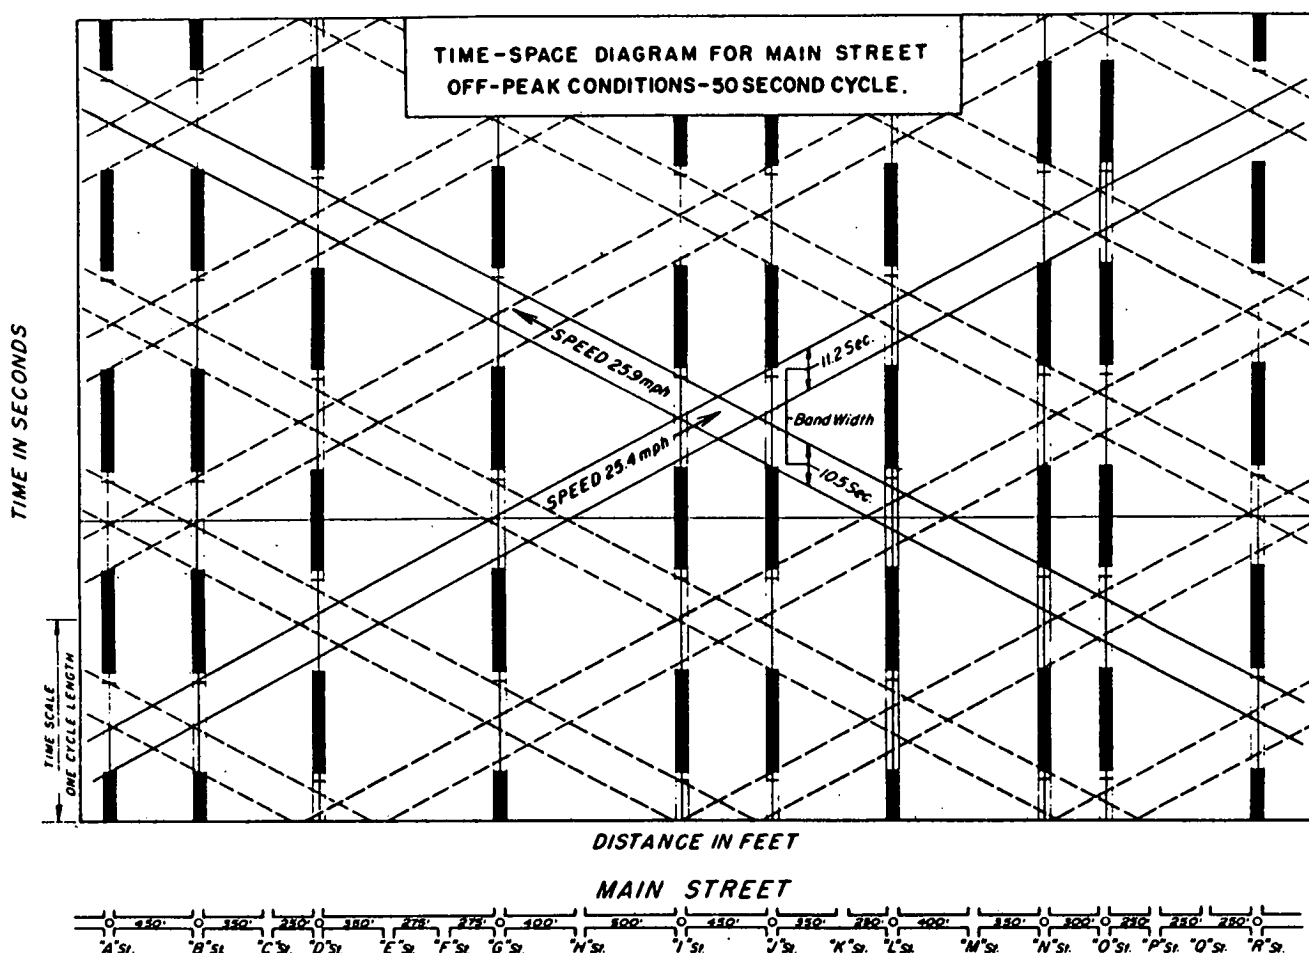 TIME-SPACE DIAGRAM FOR MAIN STREET
OFF-PEAK CONDITIONS-50 SECOND CYCLE.
TIME IN SECONDS
SPEED 25.9 mph
11.2 Sec.
Band Width
SPEED 25.4 mph
10.5 Sec.
TIME SCALE
ONE CYCLE LENGTH
DISTANCE IN FEET
MAIN STREET
450' 350' 250' 350' 275' 275' 400' 500' 450' 350' 400' 350' 300' 250' 250' 250'
"A" St. "B" St. "C" St. "D" St. "E" St. "F" St. "G" St. "H" St. "I" St. "J" St. "K" St. "L" St. "M" St. "N" St. "O" St. "P" St. "Q" St. "R" St.